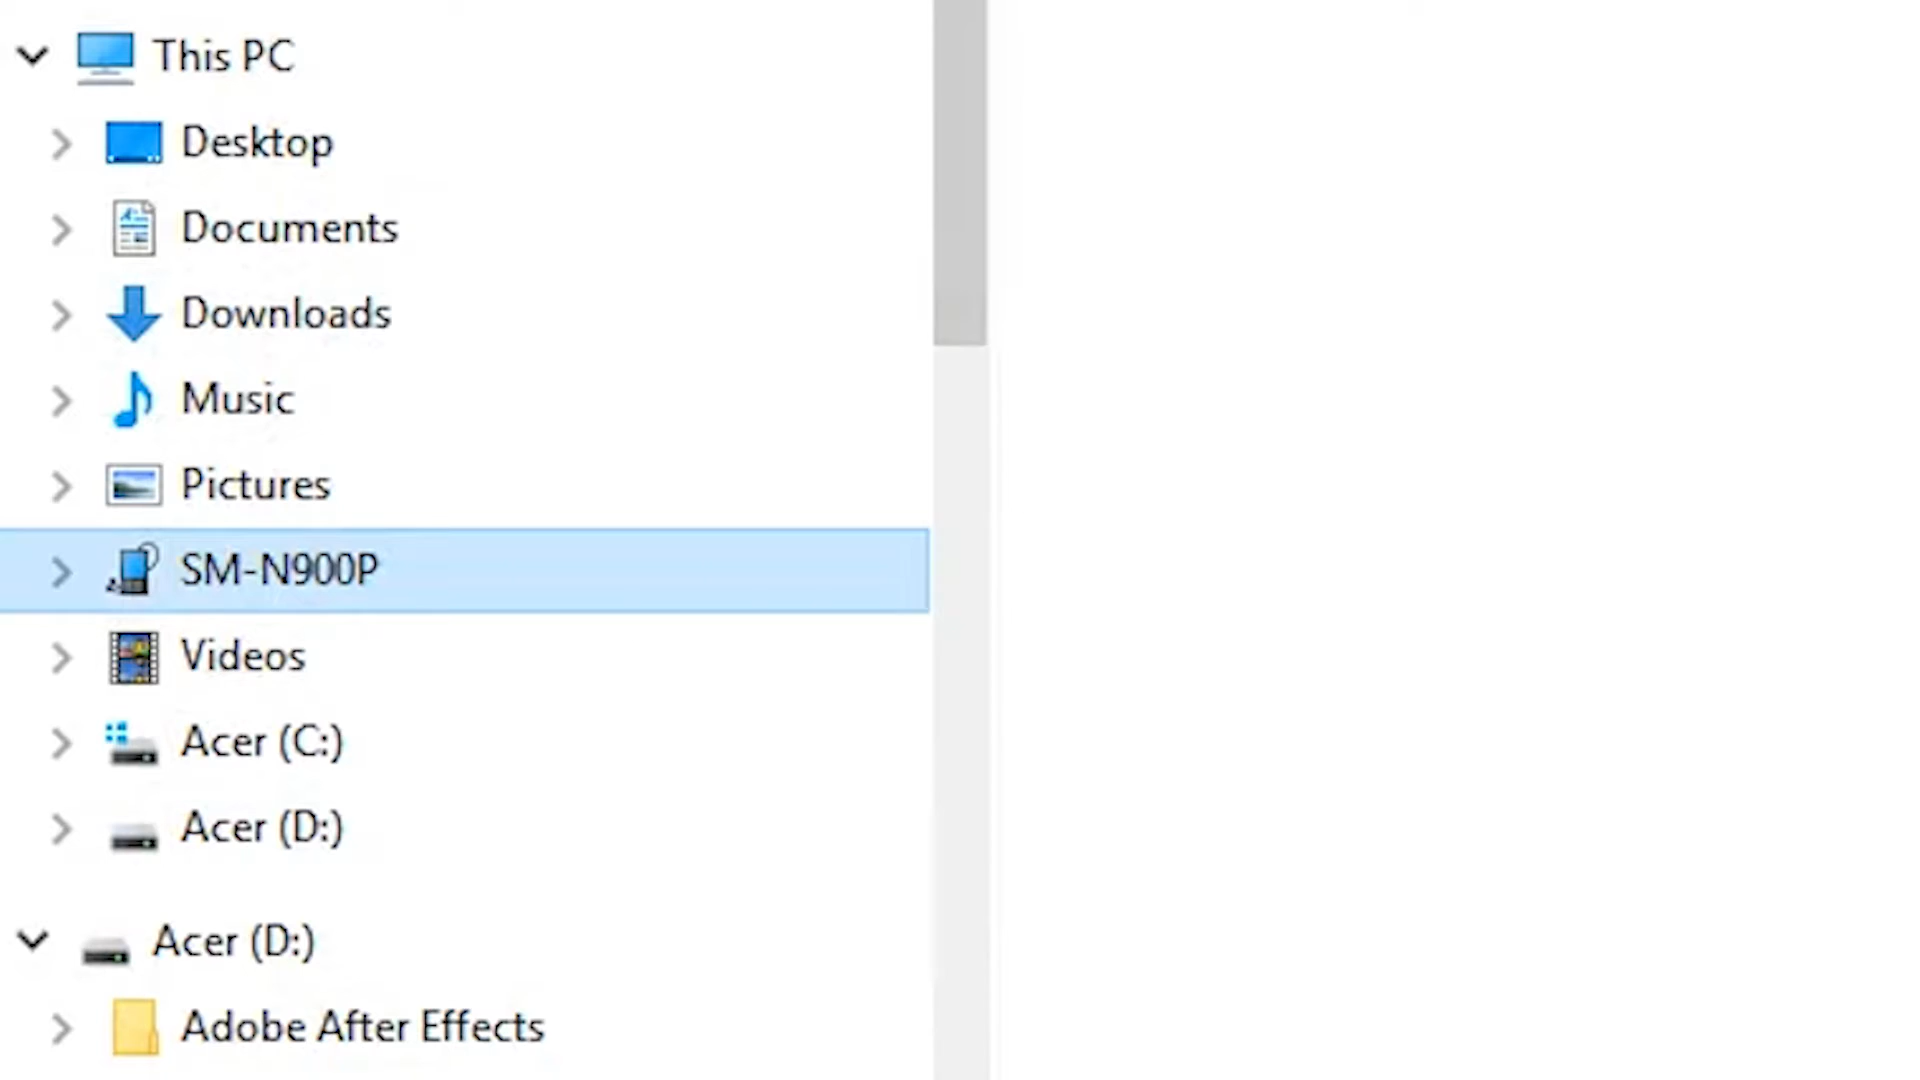 This PC
Desktop
Documents
Downloads
Music
Pictures
SM-N900P
Videos
Acer (C:)
Acer (D:)
Acer (D:)
Adobe After Effects